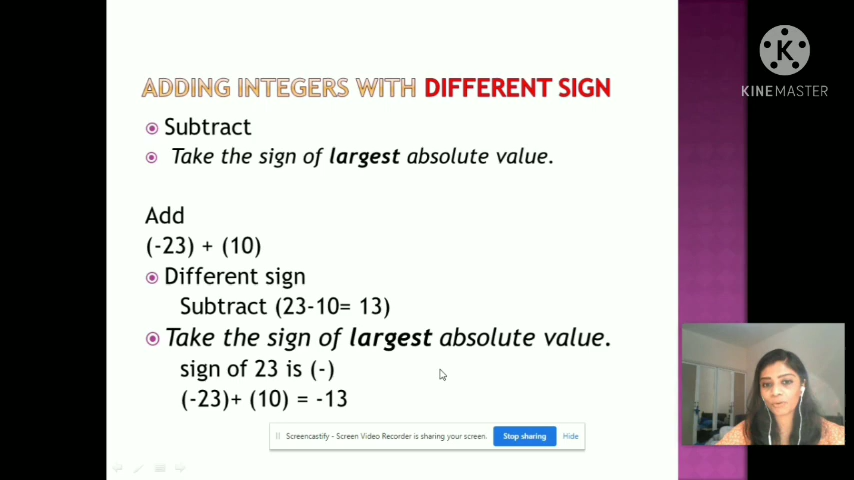 KINEMASTER
ADDING INTEGERS WITH DIFFERENT SIGN
Subtract
Take the sign of largest absolute value.
Add
(-23) + (10)
Different sign
Subtract (23-10= 13)
Take the sign of largest absolute value.
sign of 23 is (-)
(-23)+ (10) = -13
Screencastify - Screen Video Recorder is sharing your screen. Stop sharing Hide